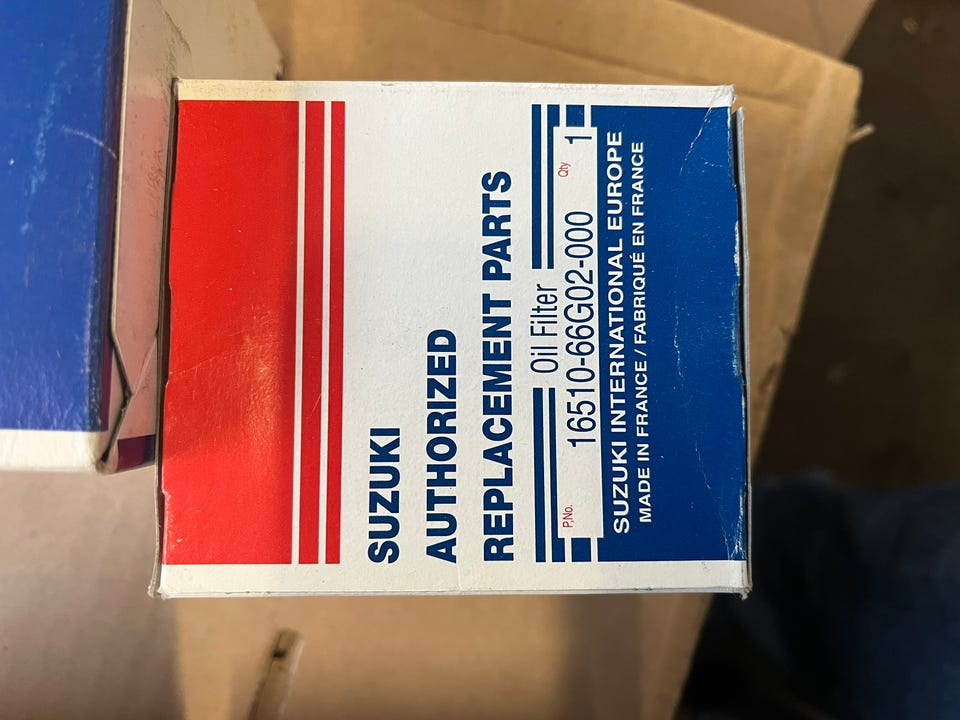 SUZUKI
AUTHORIZED
REPLACEMENT PARTS
Oil Filter
P,No. 16510-66G02-000 Qty 1
SUZUKI INTERNATIONAL EUROPE
MADE IN FRANCE / FABRIQUÉ EN FRANCE